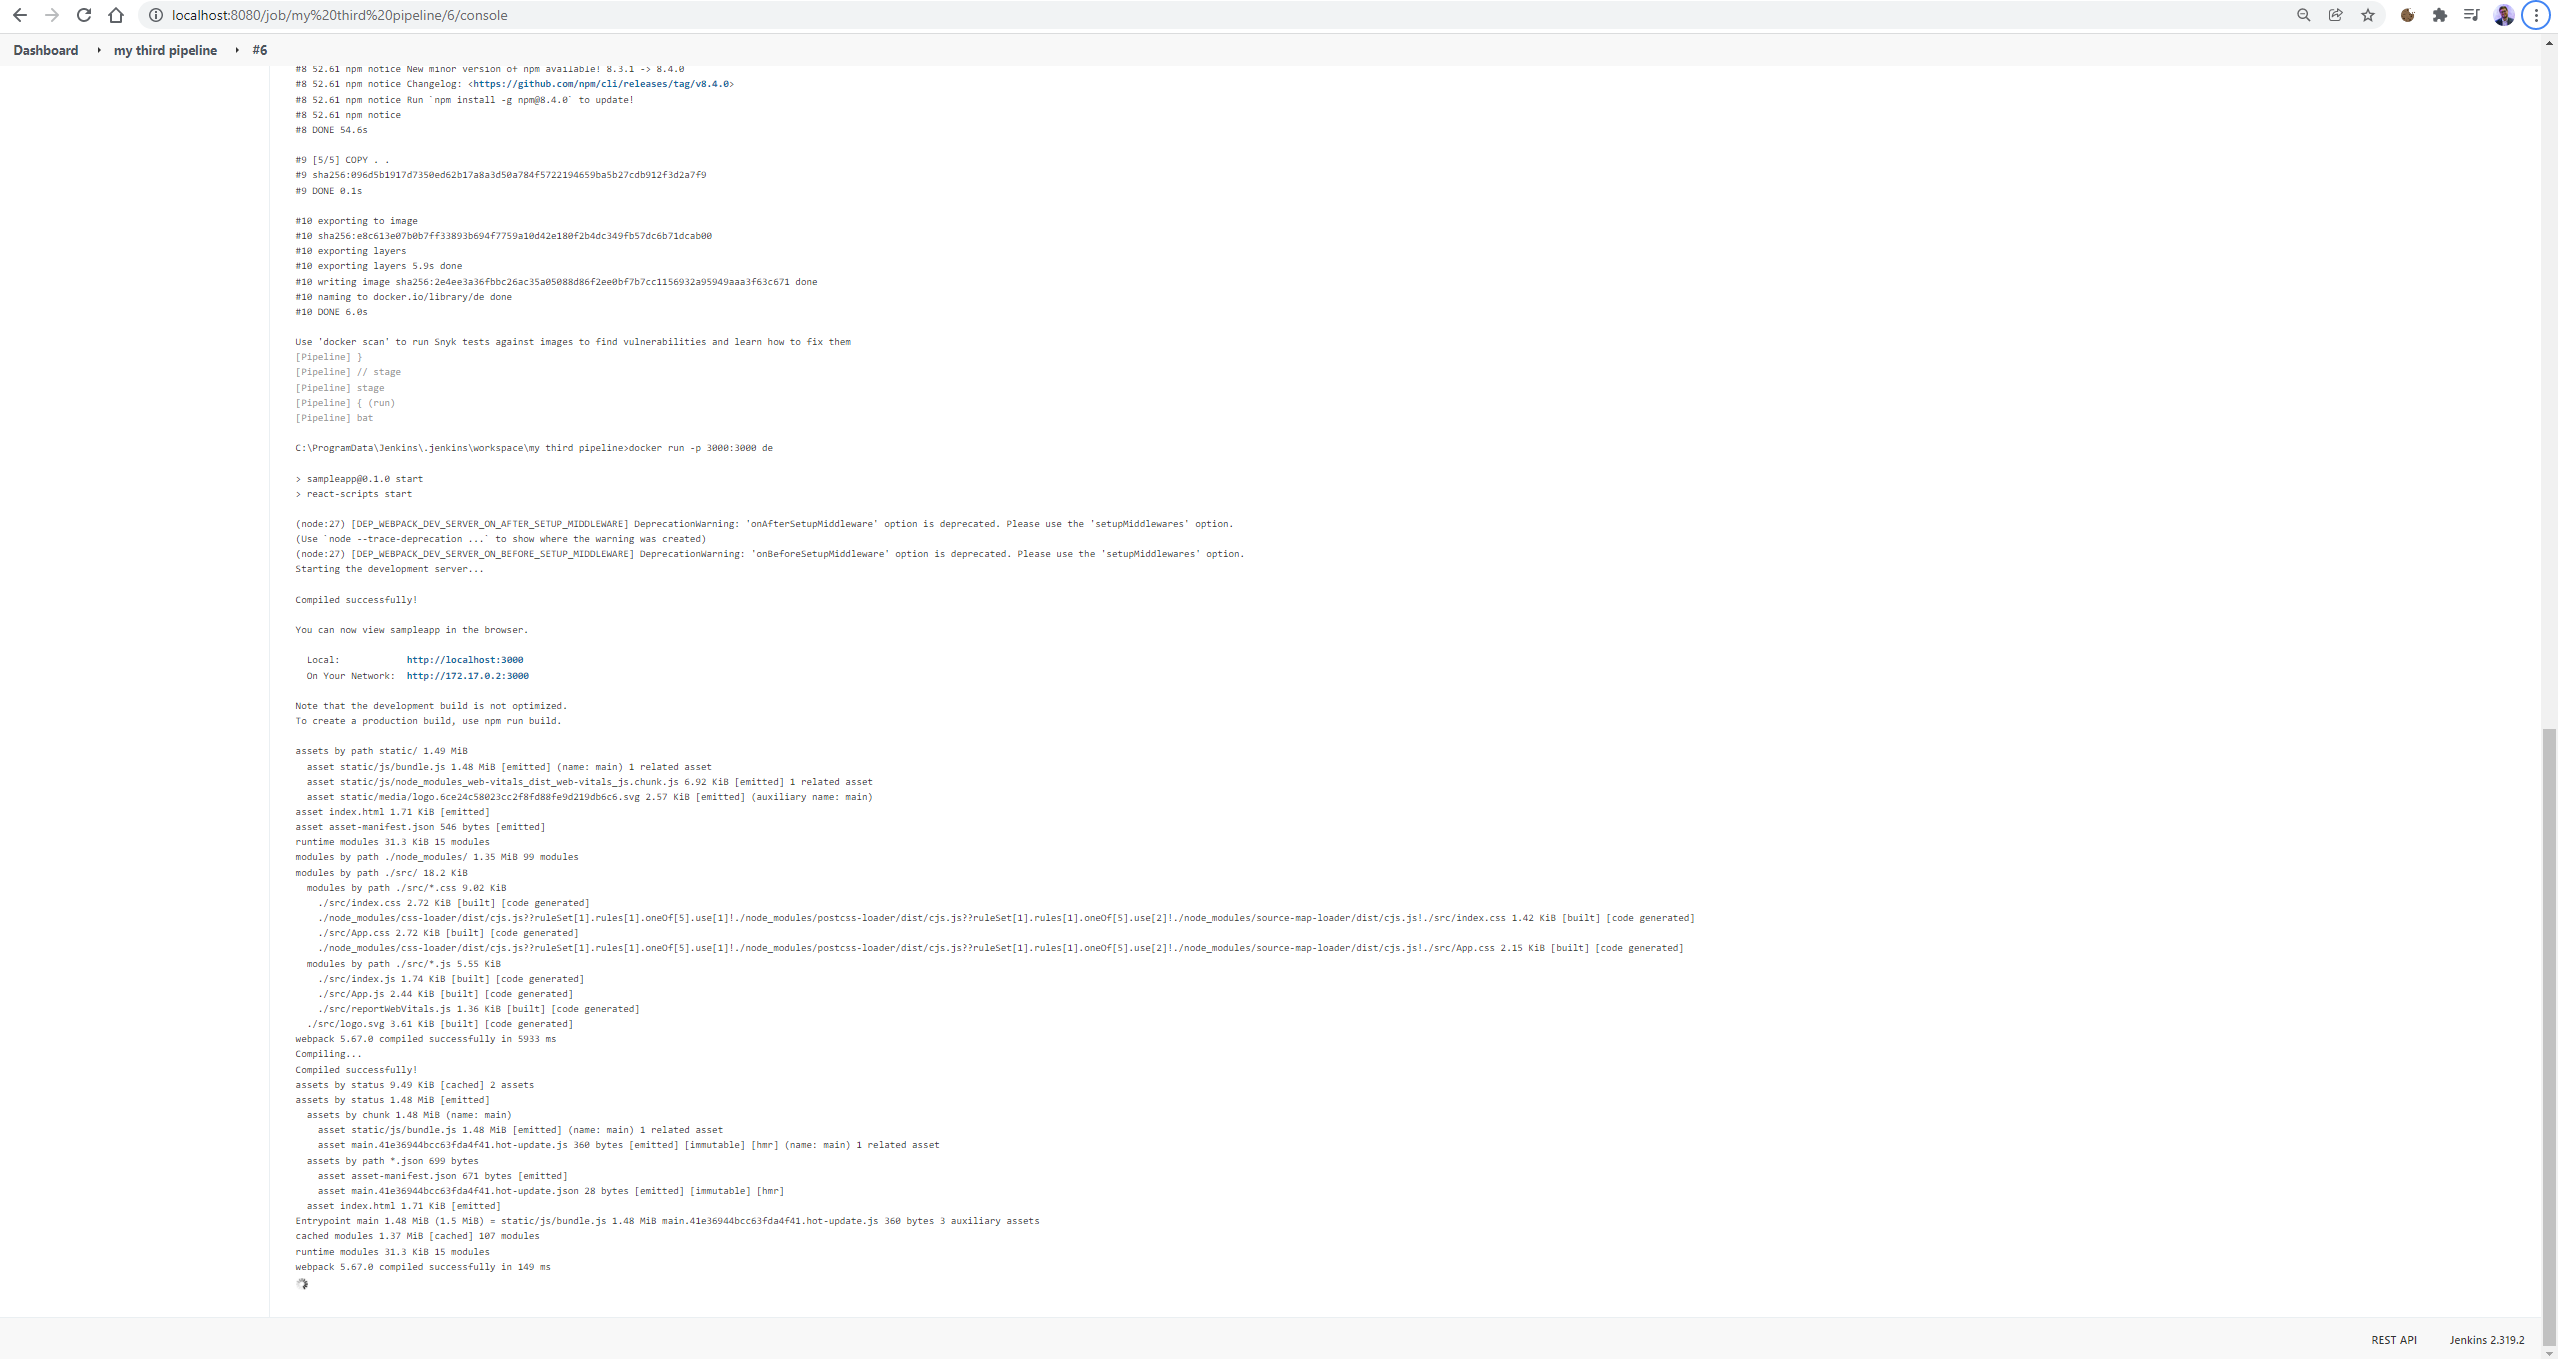 localhost:8080/job/my%20third%20pipeline/6/console
Dashboard
my third pipeline
#6
#8 52.61 npm notice New minor version of npm available! 8.3.1 -> 8.4.0
#8 52.61 npm notice Changelog: <https://github.com/npm/cli/releases/tag/v8.4.0>
#8 52.61 npm notice Run `npm install -g npm@8.4.0` to update!
#8 52.61 npm notice
#8 DONE 54.6s
#9 [5/5] COPY . .
#9 sha256:096d5b1917d7350ed62b17a8a3d50a784f5722194659ba5b27cdb912f3d2a7f9
#9 DONE 0.1s
#10 exporting to image
#10 sha256:e8c613e07b0b7ff33893b694f7759a10d42e180f2b4dc349fb57dc6b71dcab00
#10 exporting layers
#10 exporting layers 5.9s done
#10 writing image sha256:2e4ee3a36fbbc26ac35a05088d86f2ee0bf7b7cc1156932a95949aaa3f63c671 done
#10 naming to docker.io/library/de done
#10 DONE 6.0s
Use 'docker scan' to run Snyk tests against images to find vulnerabilities and learn how to fix them
[Pipeline] }
[Pipeline] // stage
[Pipeline] stage
[Pipeline] { (run)
[Pipeline] bat
C:\ProgramData\Jenkins\.jenkins\workspace\my third pipeline>docker run -p 3000:3000 de
> sampleapp@0.1.0 start
> react-scripts start
(node:27) [DEP_WEBPACK_DEV_SERVER_ON_AFTER_SETUP_MIDDLEWARE] DeprecationWarning: 'onAfterSetupMiddleware' option is deprecated. Please use the 'setupMiddlewares' option.
(Use `node --trace-deprecation ...` to show where the warning was created)
(node:27) [DEP_WEBPACK_DEV_SERVER_ON_BEFORE_SETUP_MIDDLEWARE] DeprecationWarning: 'onBeforeSetupMiddleware' option is deprecated. Please use the 'setupMiddlewares' option.
Starting the development server...
Compiled successfully!
You can now view sampleapp in the browser.
Local: http://localhost:3000
On Your Network: http://172.17.0.2:3000
Note that the development build is not optimized.
To create a production build, use npm run build.
assets by path static/ 1.49 MiB
asset static/js/bundle.js 1.48 MiB [emitted] (name: main) 1 related asset
asset static/js/node_modules_web-vitals_dist_web-vitals_js.chunk.js 6.92 KiB [emitted] 1 related asset
asset static/media/logo.6ce24c58023cc2f8fd88fe9d219db6c6.svg 2.57 KiB [emitted] (auxiliary name: main)
asset index.html 1.71 KiB [emitted]
asset asset-manifest.json 546 bytes [emitted]
runtime modules 31.3 KiB 15 modules
modules by path ./node_modules/ 1.35 MiB 99 modules
modules by path ./src/ 18.2 KiB
modules by path ./src/*.css 9.02 KiB
./src/index.css 2.72 KiB [built] [code generated]
./node_modules/css-loader/dist/cjs.js??ruleSet[1].rules[1].oneOf[5].use[1]!./node_modules/postcss-loader/dist/cjs.js??ruleSet[1].rules[1].oneOf[5].use[2]!./node_modules/source-map-loader/dist/cjs.js!./src/index.css 1.42 KiB [built] [code generated]
./src/App.css 2.72 KiB [built] [code generated]
./node_modules/css-loader/dist/cjs.js??ruleSet[1].rules[1].oneOf[5].use[1]!./node_modules/postcss-loader/dist/cjs.js??ruleSet[1].rules[1].oneOf[5].use[2]!./node_modules/source-map-loader/dist/cjs.js!./src/App.css 2.15 KiB [built] [code generated]
modules by path ./src/*.js 5.55 KiB
./src/index.js 1.74 KiB [built] [code generated]
./src/App.js 2.44 KiB [built] [code generated]
./src/reportWebVitals.js 1.36 KiB [built] [code generated]
./src/logo.svg 3.61 KiB [built] [code generated]
webpack 5.67.0 compiled successfully in 5933 ms
Compiling...
Compiled successfully!
assets by status 9.49 KiB [cached] 2 assets
assets by status 1.48 MiB [emitted]
assets by chunk 1.48 MiB (name: main)
asset static/js/bundle.js 1.48 MiB [emitted] (name: main) 1 related asset
asset main.41e36944bcc63fda4f41.hot-update.js 360 bytes [emitted] [immutable] [hmr] (name: main) 1 related asset
assets by path *.json 699 bytes
asset asset-manifest.json 671 bytes [emitted]
asset main.41e36944bcc63fda4f41.hot-update.json 28 bytes [emitted] [immutable] [hmr]
asset index.html 1.71 KiB [emitted]
Entrypoint main 1.48 MiB (1.5 MiB) = static/js/bundle.js 1.48 MiB main.41e36944bcc63fda4f41.hot-update.js 360 bytes 3 auxiliary assets
cached modules 1.37 MiB [cached] 107 modules
runtime modules 31.3 KiB 15 modules
webpack 5.67.0 compiled successfully in 149 ms
REST API
Jenkins 2.319.2